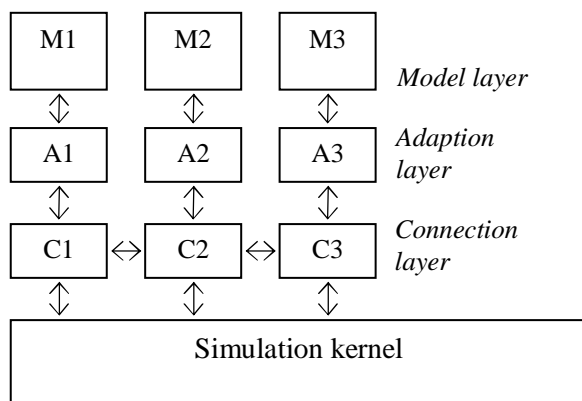 M1 M2 M3
Model layer
A1 A2 A3
Adaption
layer
C1 C2 C3
Connection
layer
Simulation kernel